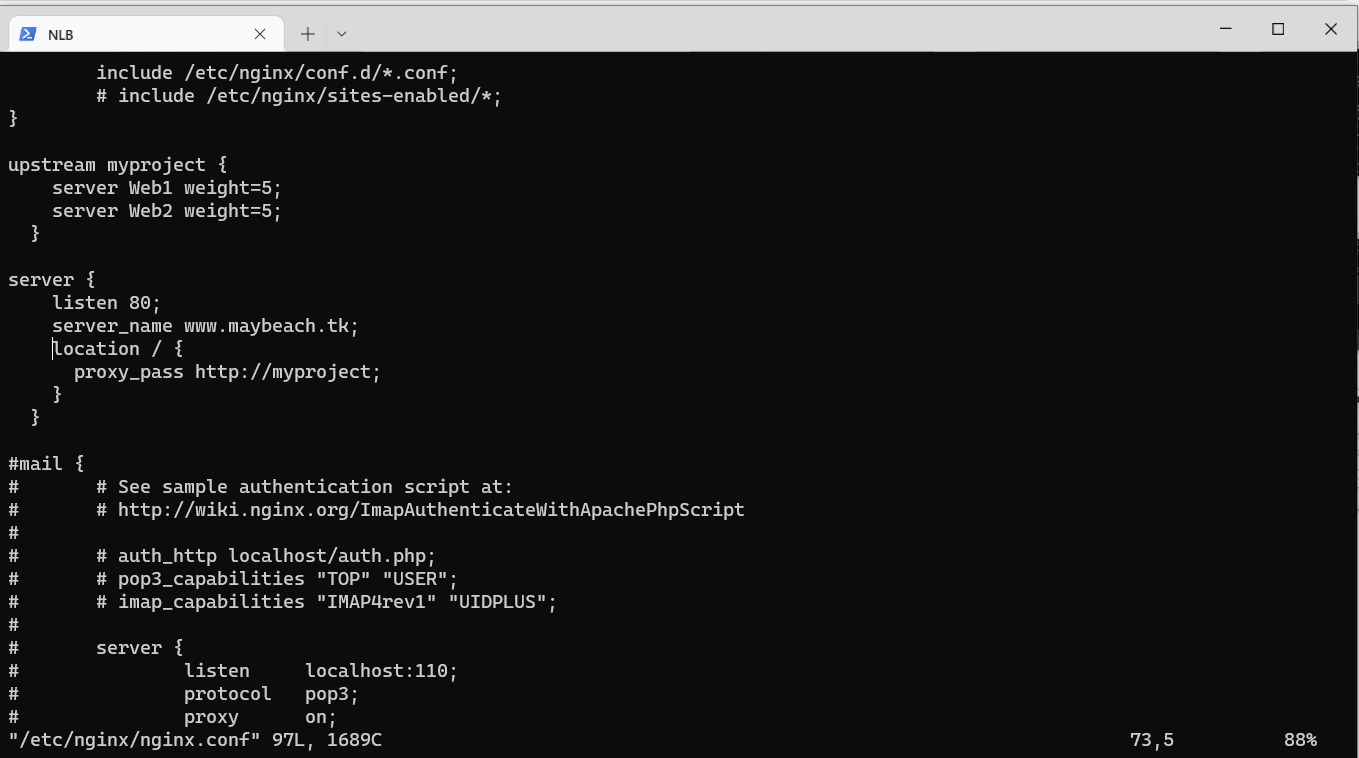 NLB
        include /etc/nginx/conf.d/*.conf;
        # include /etc/nginx/sites-enabled/*;
}

upstream myproject {
    server Web1 weight=5;
    server Web2 weight=5;
  }

server {
    listen 80;
    server_name www.maybeach.tk;
    location / {
      proxy_pass http://myproject;
    }
  }

#mail {
#       # See sample authentication script at:
#       # http://wiki.nginx.org/ImapAuthenticateWithApachePhpScript
#
#       # auth_http localhost/auth.php;
#       # pop3_capabilities "TOP" "USER";
#       # imap_capabilities "IMAP4rev1" "UIDPLUS";
#
#       server {
#               listen     localhost:110;
#               protocol   pop3;
#               proxy      on;
"/etc/nginx/nginx.conf" 97L, 1689C                                                                    73,5          88%